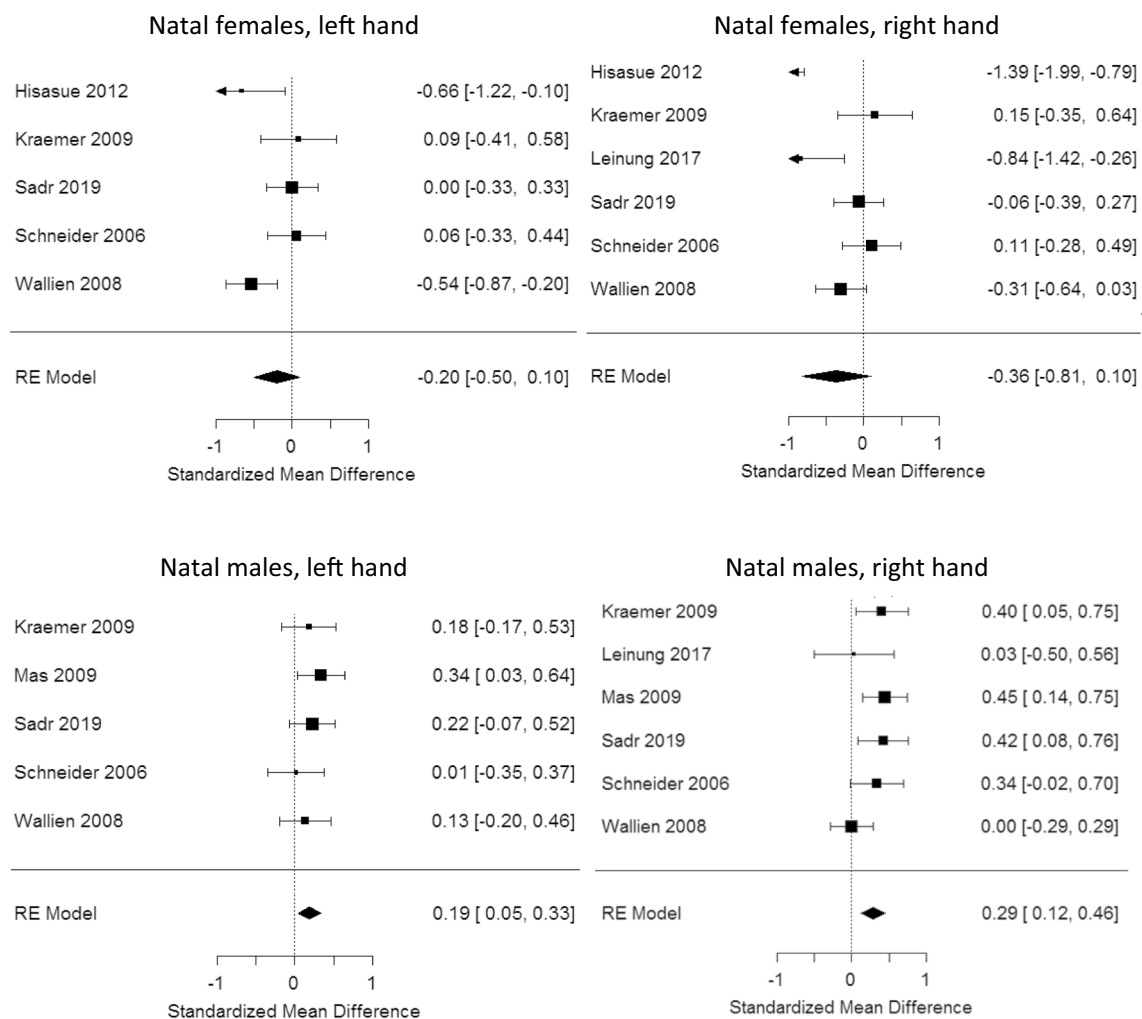 Natal females, left hand
Hisasue 2012 -0.66 [-1.22, -0.10]
Kraemer 2009 0.09 [-0.41, 0.58]
Sadr 2019 0.00 [-0.33, 0.33]
Schneider 2006 0.06 [-0.33, 0.44]
Wallien 2008 -0.54 [-0.87, -0.20]
RE Model -0.20 [-0.50, 0.10]
-1 0 1
Standardized Mean Difference
Natal females, right hand
Hisasue 2012 -1.39 [-1.99, -0.79]
Kraemer 2009 0.15 [-0.35, 0.64]
Leinung 2017 -0.84 [-1.42, -0.26]
Sadr 2019 -0.06 [-0.39, 0.27]
Schneider 2006 0.11 [-0.28, 0.49]
Wallien 2008 -0.31 [-0.64, 0.03]
RE Model -0.36 [-0.81, 0.10]
-1 0 1
Standardized Mean Difference
Natal males, left hand
Kraemer 2009 0.18 [-0.17, 0.53]
Mas 2009 0.34 [ 0.03, 0.64]
Sadr 2019 0.22 [-0.07, 0.52]
Schneider 2006 0.01 [-0.35, 0.37]
Wallien 2008 0.13 [-0.20, 0.46]
RE Model 0.19 [ 0.05, 0.33]
-1 0 1
Standardized Mean Difference
Natal males, right hand
Kraemer 2009 0.40 [ 0.05, 0.75]
Leinung 2017 0.03 [-0.50, 0.56]
Mas 2009 0.45 [ 0.14, 0.75]
Sadr 2019 0.42 [ 0.08, 0.76]
Schneider 2006 0.34 [-0.02, 0.70]
Wallien 2008 0.00 [-0.29, 0.29]
RE Model 0.29 [ 0.12, 0.46]
-1 0 1
Standardized Mean Difference